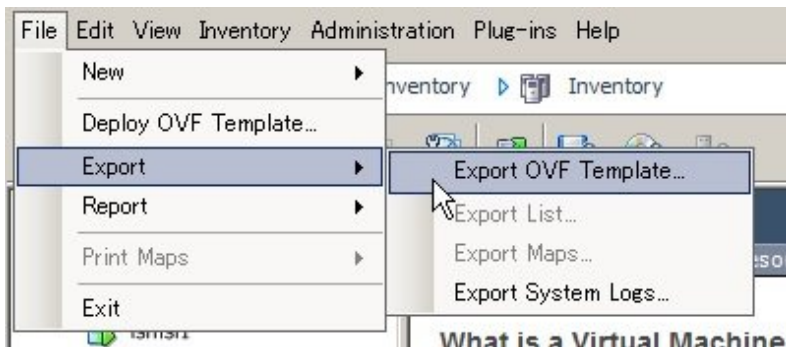 File Edit View Inventory Administration Plug-ins Help
New
Inventory
Deploy OVF Template...
Export
Export OVF Template...
Report
Export List...
Print Maps
Export Maps...
Exit
Export System Logs...
What is a Virtual Machine